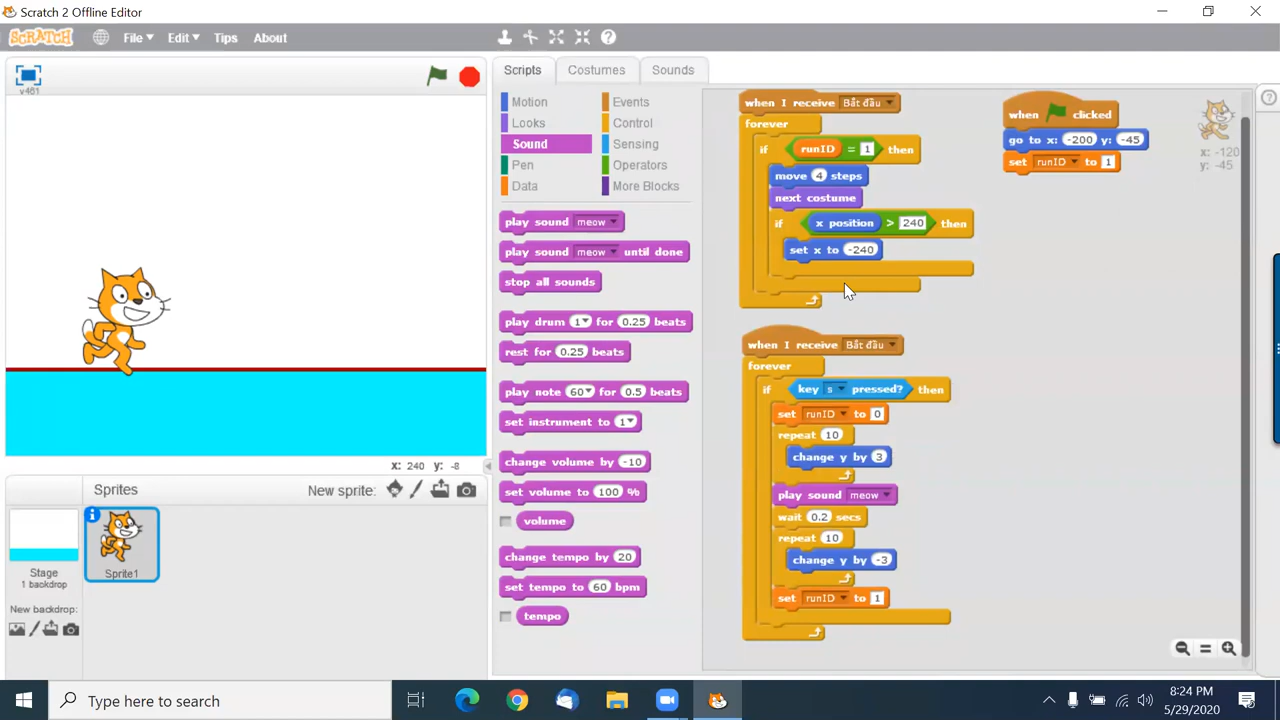 Scratch 2 Offline Editor
SCRATCH File Edit Tips About
v461
Scripts Costumes Sounds
Motion Events
Looks Control
Sound Sensing
Pen Operators
Data More Blocks
play sound meow
play sound meow until done
stop all sounds
play drum 1 for 0.25 beats
rest for 0.25 beats
play note 60 for 0.5 beats
set instrument to 1
change volume by -10
set volume to 100 %
volume
change tempo by 20
set tempo to 60 bpm
tempo
when I receive Bắt đầu
forever
if runID = 1 then
move 4 steps
next costume
if x position > 240 then
set x to -240
when I receive Bắt đầu
forever
if key s pressed? then
set runID to 0
repeat 10
change y by 3
play sound meow
wait 0.2 secs
repeat 10
change y by -3
set runID to 1
when clicked
go to x: -200 y: -45
set runID to 1
x: -120
y: -45
x: 240 y: -8
Sprites New sprite:
Stage
1 backdrop
New backdrop:
Sprite1
Type here to search
8:24 PM
5/29/2020